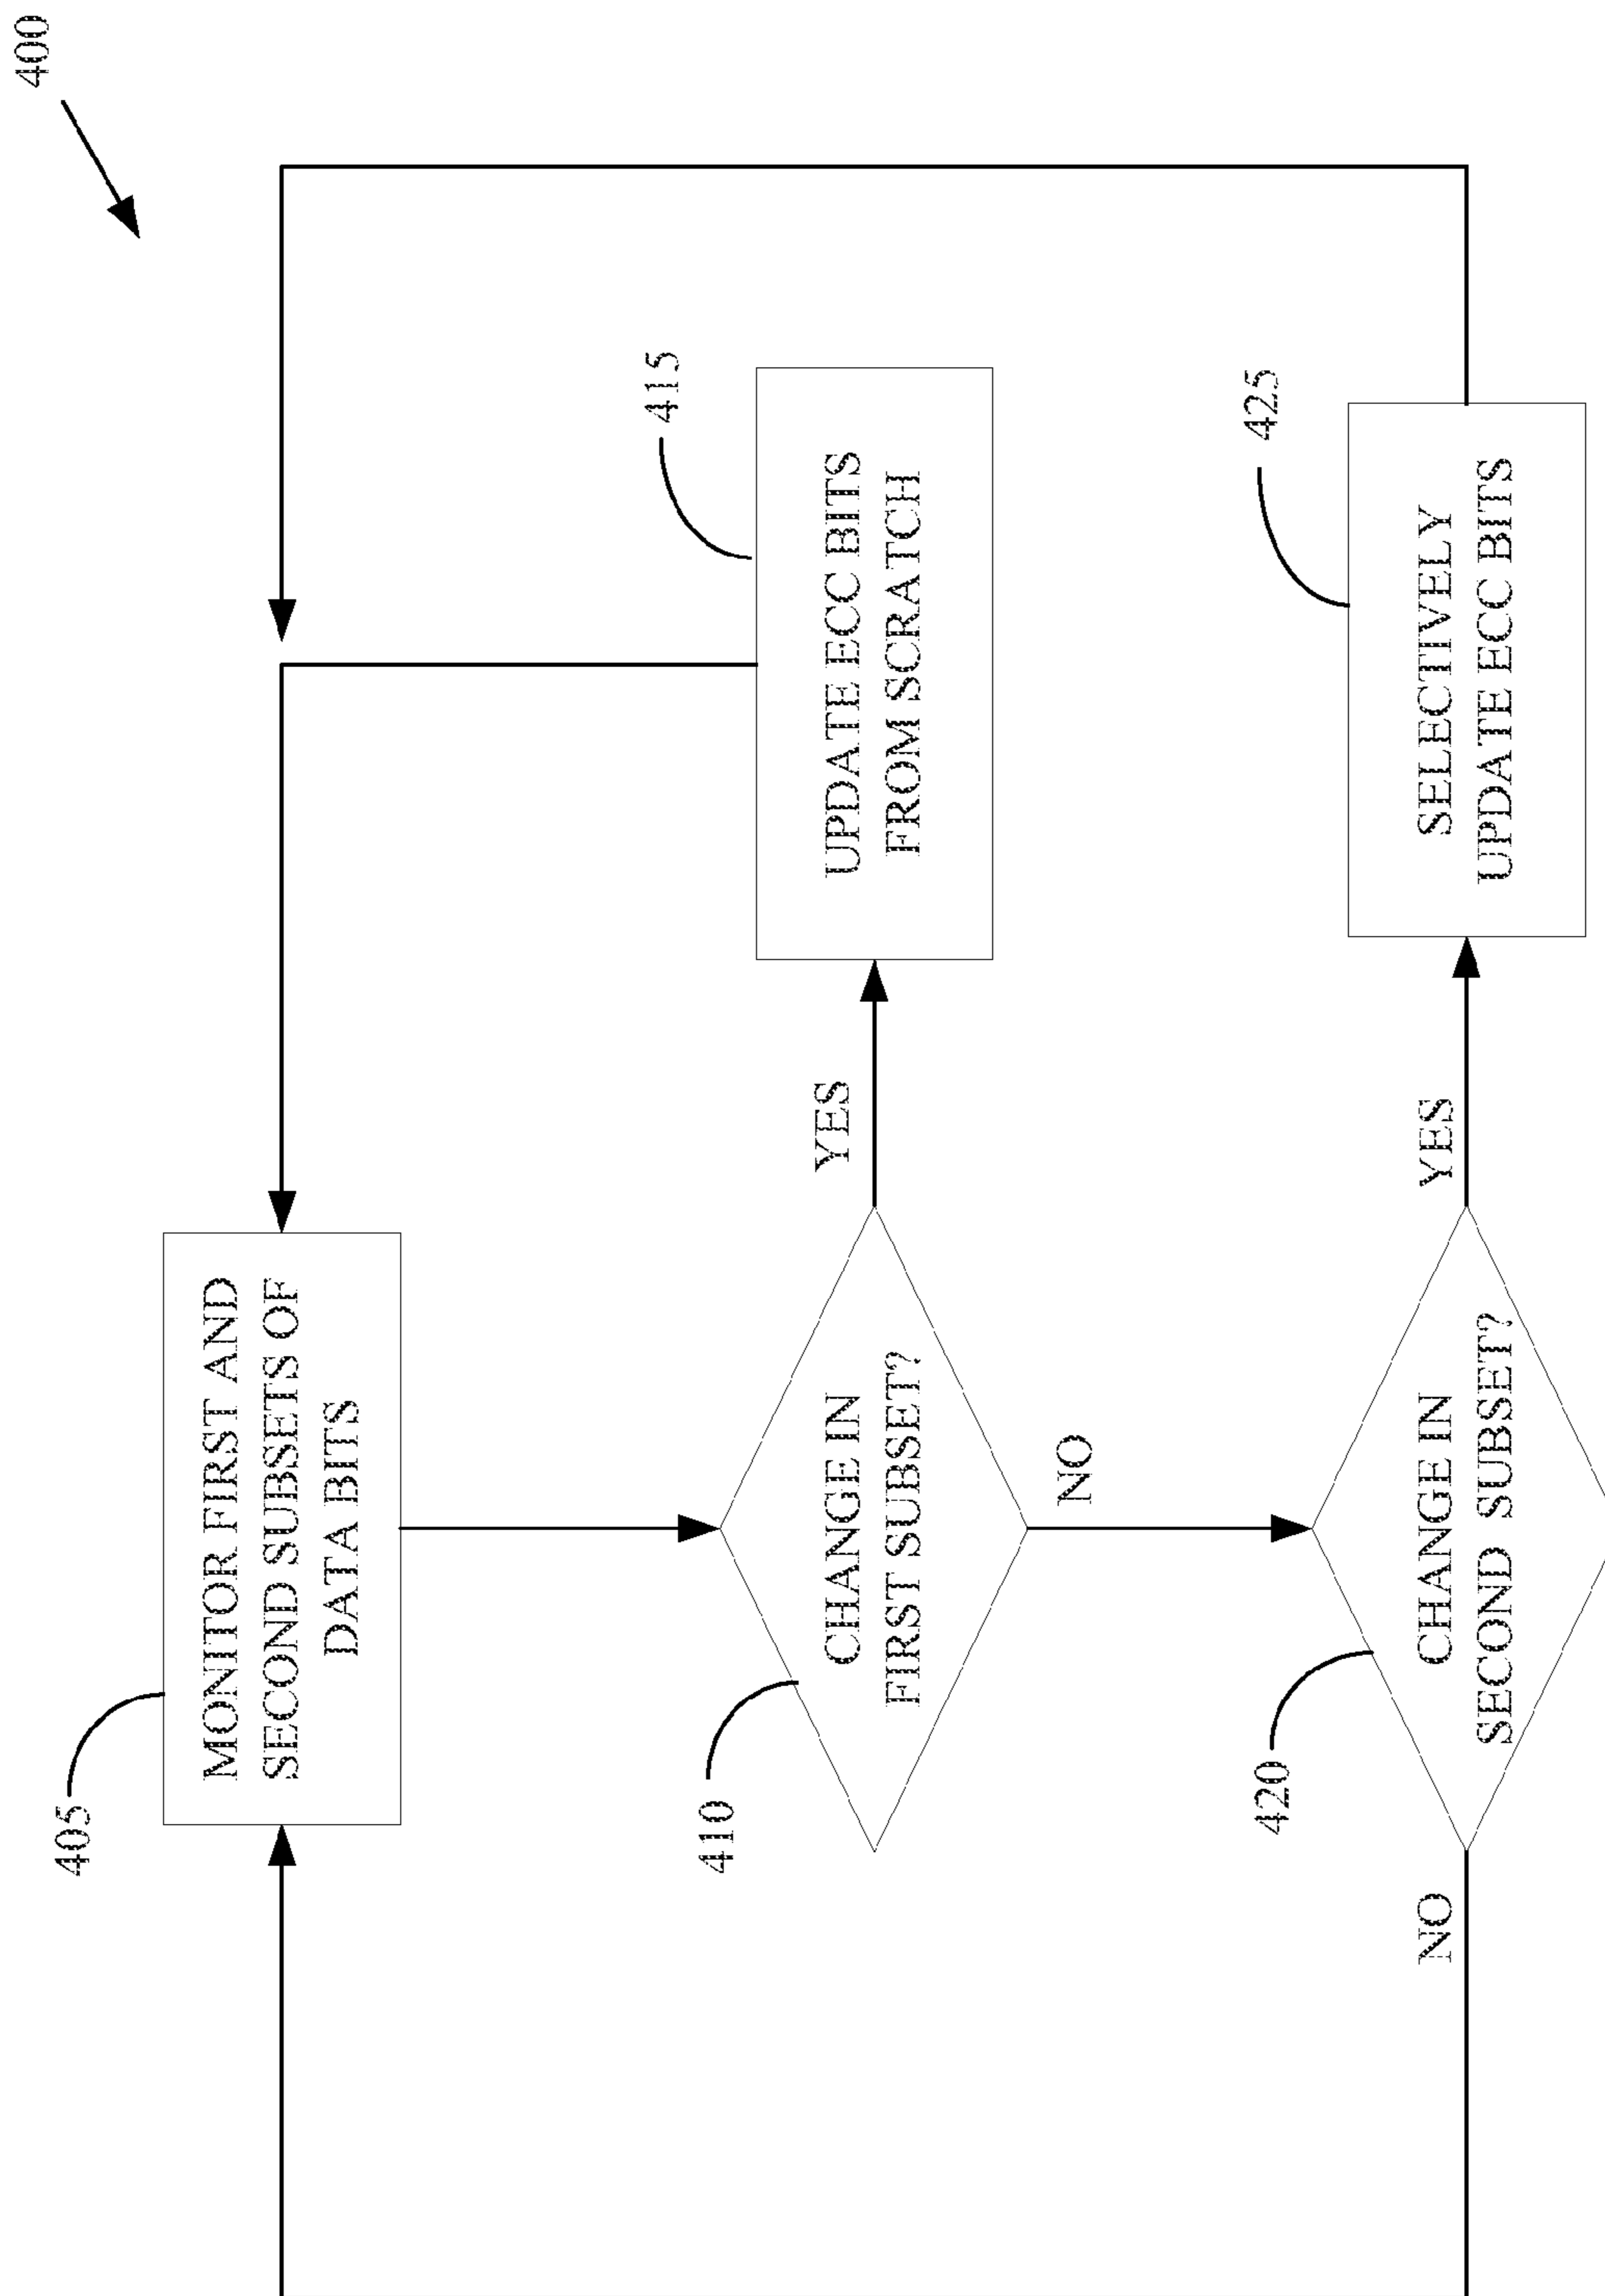 400
405
MONITOR FIRST AND
SECOND SUBSETS OF
DATA BITS
410
CHANGE IN
FIRST SUBSET?
YES
415
UPDATE ECC BITS
FROM SCRATCH
NO
420
CHANGE IN
SECOND SUBSET?
YES
425
SELECTIVELY
UPDATE ECC BITS
NO